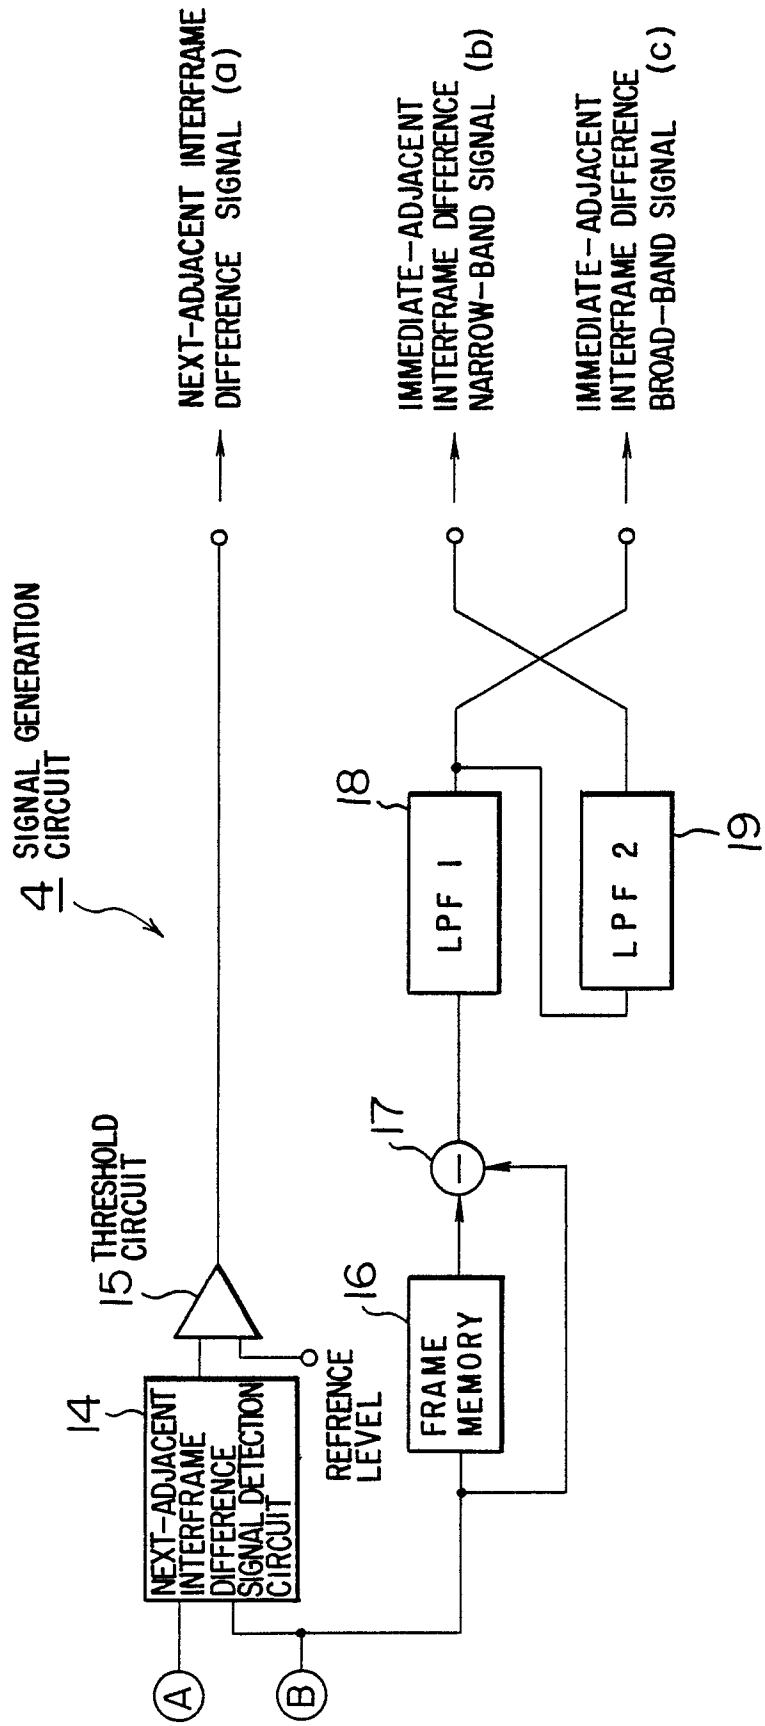 4 SIGNAL GENERATION
CIRCUIT
NEXT-ADJACENT INTERFRAME
DIFFERENCE SIGNAL (a)
15 THRESHOLD
CIRCUIT
14
NEXT-ADJACENT
INTERFRAME
DIFFERENCE
SIGNAL DETECTION
CIRCUIT
A
B
REFRENCE
LEVEL
16
FRAME
MEMORY
17
−
18
LPF 1
LPF 2
19
IMMEDIATE-ADJACENT
INTERFRAME DIFFERENCE
NARROW-BAND SIGNAL (b)
IMMEDIATE-ADJACENT
INTERFRAME DIFFERENCE
BROAD-BAND SIGNAL (c)